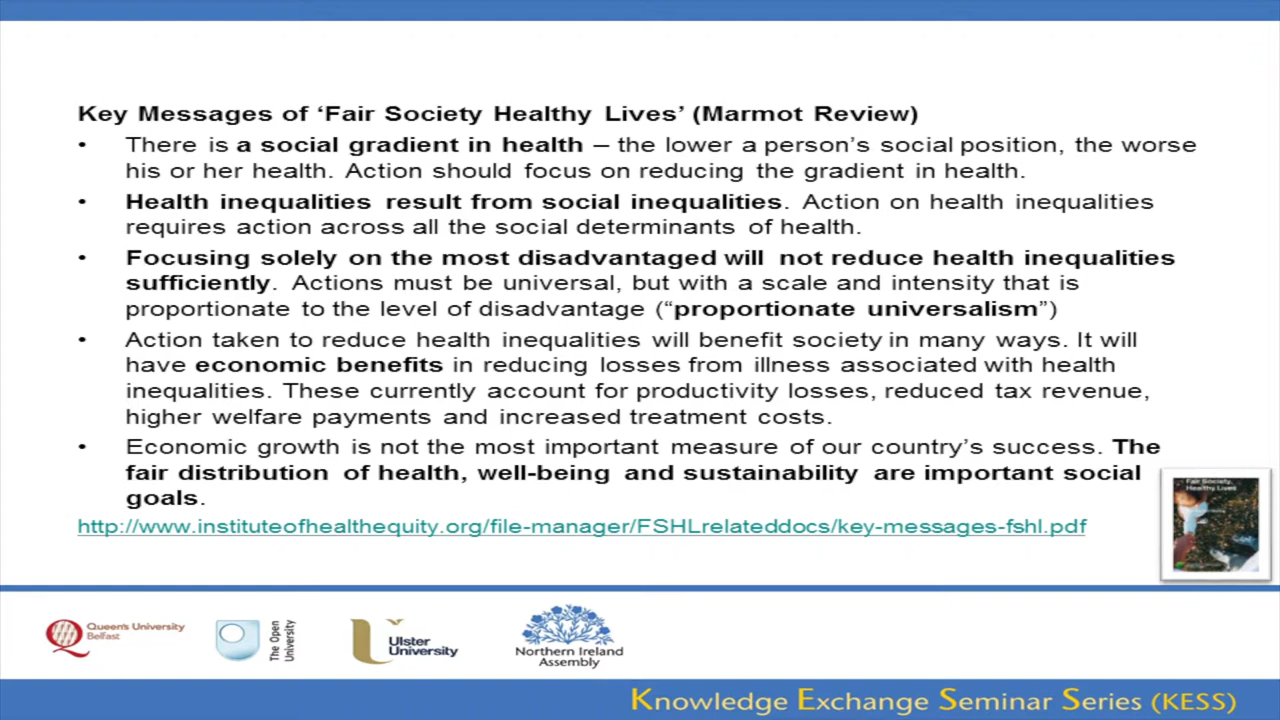 Key Messages of ‘Fair Society Healthy Lives’ (Marmot Review)
• There is a social gradient in health – the lower a person’s social position, the worse
his or her health. Action should focus on reducing the gradient in health.
• Health inequalities result from social inequalities. Action on health inequalities
requires action across all the social determinants of health.
• Focusing solely on the most disadvantaged will not reduce health inequalities
sufficiently. Actions must be universal, but with a scale and intensity that is
proportionate to the level of disadvantage (“proportionate universalism”)
• Action taken to reduce health inequalities will benefit society in many ways. It will
have economic benefits in reducing losses from illness associated with health
inequalities. These currently account for productivity losses, reduced tax revenue,
higher welfare payments and increased treatment costs.
• Economic growth is not the most important measure of our country’s success. The
fair distribution of health, well-being and sustainability are important social
goals.
http://www.instituteofhealthequity.org/file-manager/FSHLrelateddocs/key-messages-fshl.pdf
Fair Society,
Healthy Lives
Queen's University
Belfast
The Open
University
Ulster
University
Northern Ireland
Assembly
Knowledge Exchange Seminar Series (KESS)